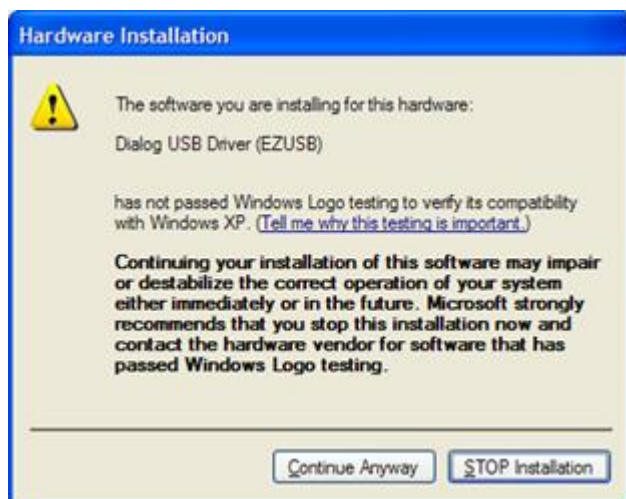 Hardware Installation
The software you are installing for this hardware:
Dialog USB Driver (EZUSB)
has not passed Windows Logo testing to verify its compatibility
with Windows XP. (Tell me why this testing is important.)
Continuing your installation of this software may impair
or destabilize the correct operation of your system
either immediately or in the future. Microsoft strongly
recommends that you stop this installation now and
contact the hardware vendor for software that has
passed Windows Logo testing.
Continue Anyway
STOP Installation